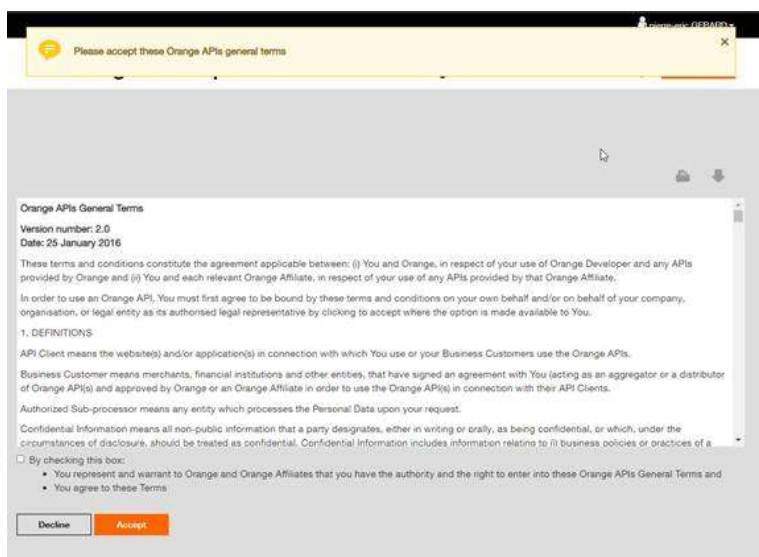 pierre-eric GERARD
Please accept these Orange APIs general terms
×
Orange APIs General Terms
Version number: 2.0
Date: 25 January 2016
These terms and conditions constitute the agreement applicable between: (i) You and Orange, in respect of your use of Orange Developer and any APIs
provided by Orange and (ii) You and each relevant Orange Affiliate, in respect of your use of any APIs provided by that Orange Affiliate.
In order to use an Orange API, You must first agree to be bound by these terms and conditions on your own behalf and/or on behalf of your company,
organisation, or legal entity as its authorised legal representative by clicking to accept where the option is made available to You.
1. DEFINITIONS
API Client means the website(s) and/or application(s) in connection with which You use or your Business Customers use the Orange APIs.
Business Customer means merchants, financial institutions and other entities, that have signed an agreement with You (acting as an aggregator or a distributor
of Orange API(s) and approved by Orange or an Orange Affiliate in order to use the Orange API(s) in connection with their API Clients.
Authorized Sub-processor means any entity which processes the Personal Data upon your request.
Confidential Information means all non-public information that a party designates, either in writing or orally, as being confidential, or which, under the
circumstances of disclosure, should be treated as confidential. Confidential Information includes information relating to (i) business policies or practices of a
By checking this box:
• You represent and warrant to Orange and Orange Affiliates that you have the authority and the right to enter into these Orange APIs General Terms and
• You agree to these Terms
Decline
Accept